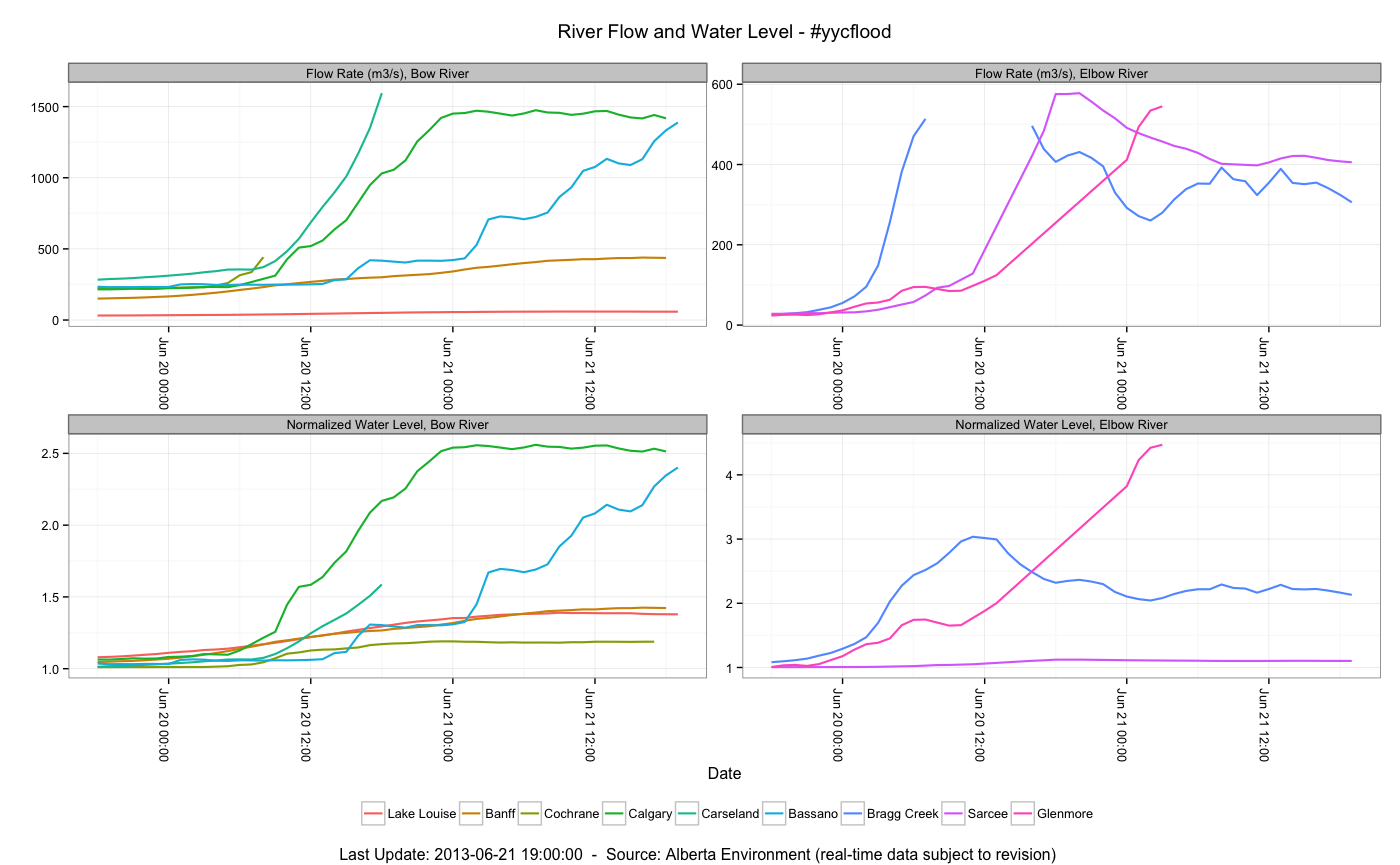 River Flow and Water Level - #yycflood
Flow Rate (m3/s), Bow River
Flow Rate (m3/s), Elbow River
1500
1000
500
0
600
400
200
0
Jun 20 00:00
Jun 20 12:00
Jun 21 00:00
Jun 21 12:00
Jun 20 00:00
Jun 20 12:00
Jun 21 00:00
Jun 21 12:00
Normalized Water Level, Bow River
Normalized Water Level, Elbow River
2.5
2.0
1.5
1.0
4
3
2
1
Jun 20 00:00
Jun 20 12:00
Jun 21 00:00
Jun 21 12:00
Jun 20 00:00
Jun 20 12:00
Jun 21 00:00
Jun 21 12:00
Date
Lake Louise Banff Cochrane Calgary Carseland Bassano Bragg Creek Sarcee Glenmore
Last Update: 2013-06-21 19:00:00 - Source: Alberta Environment (real-time data subject to revision)